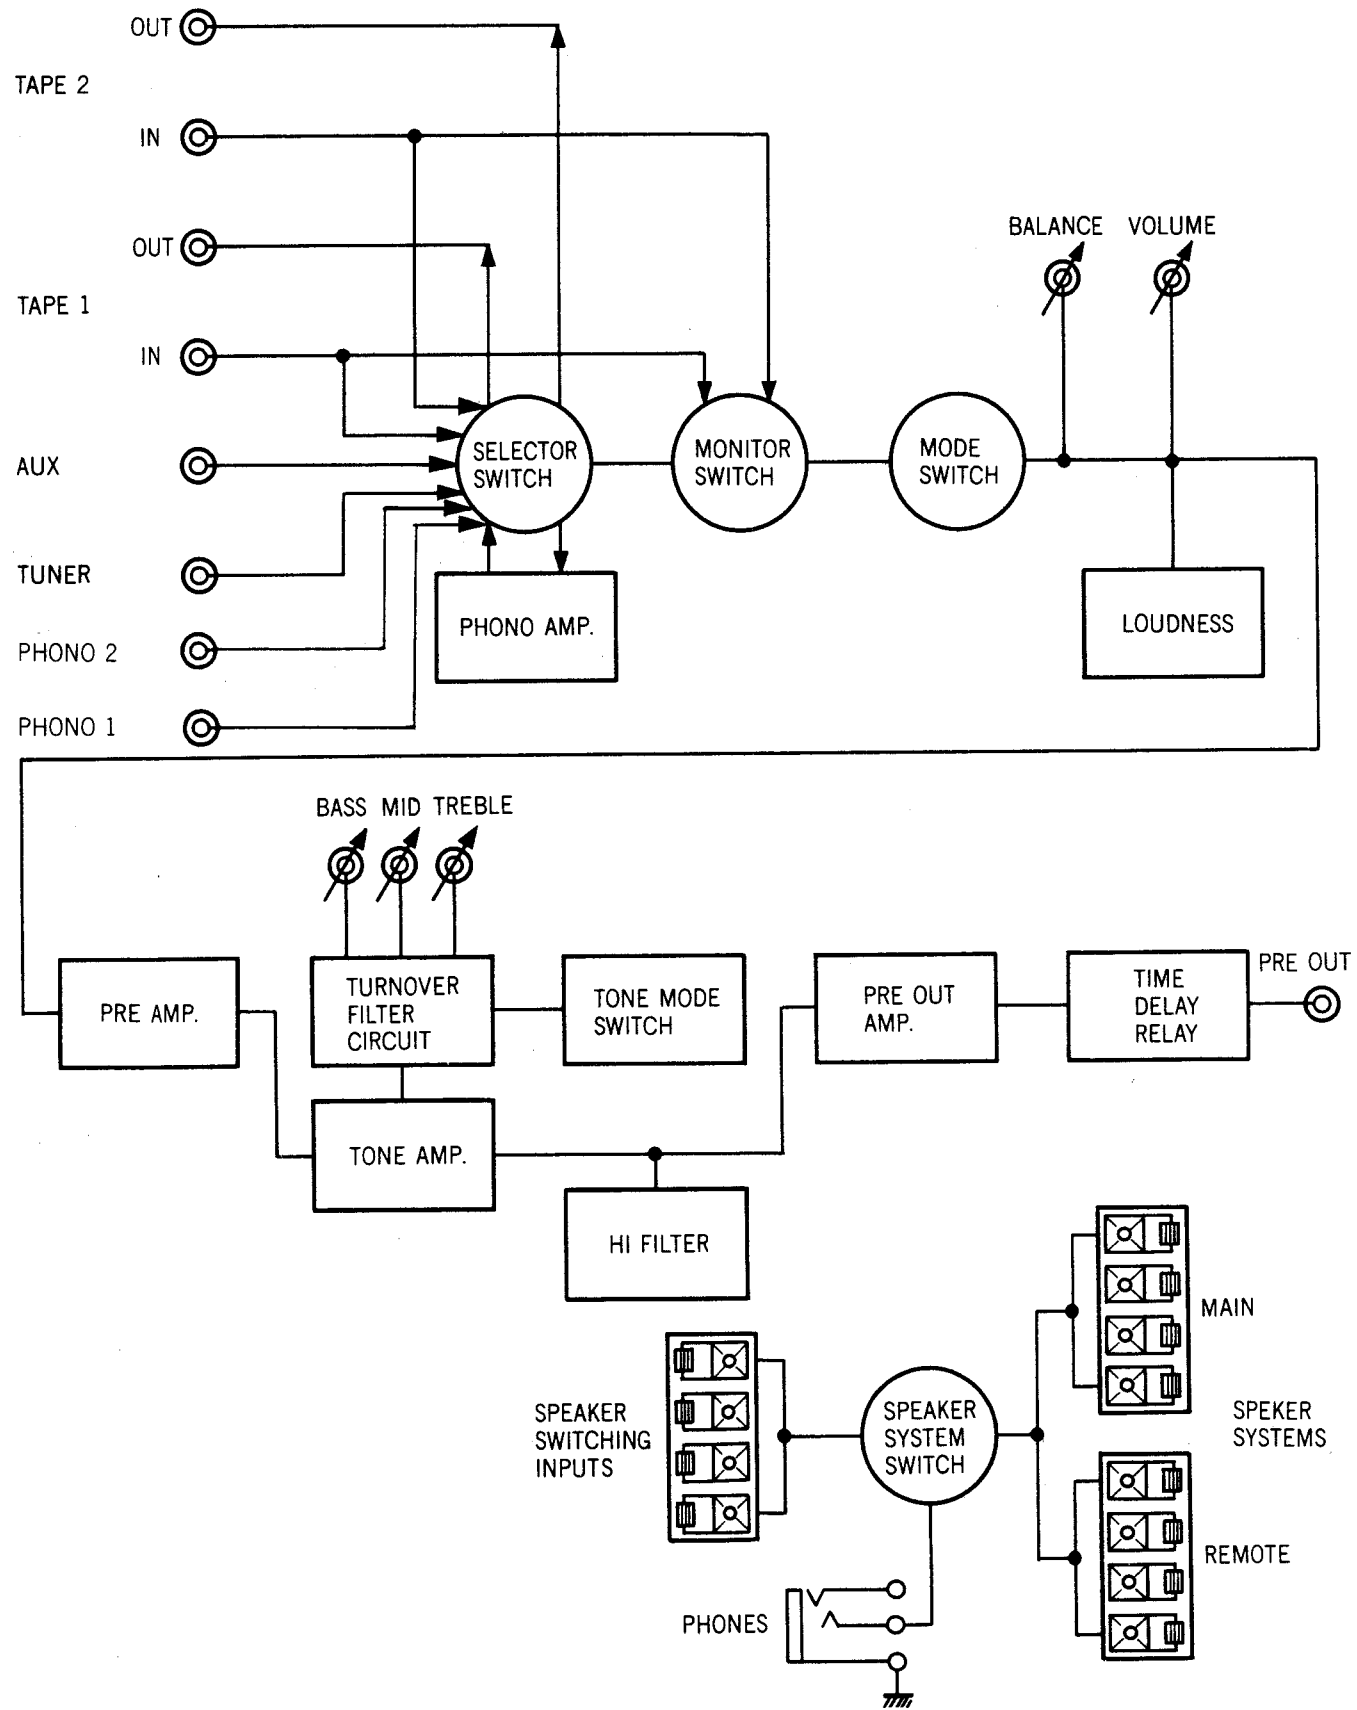 OUT
TAPE 2
IN
OUT
TAPE 1
IN
AUX
TUNER
PHONO 2
PHONO 1
SELECTOR
SWITCH
PHONO AMP.
MONITOR
SWITCH
MODE
SWITCH
BALANCE
VOLUME
LOUDNESS
BASS MID TREBLE
PRE AMP.
TURNOVER
FILTER
CIRCUIT
TONE MODE
SWITCH
PRE OUT
AMP.
TIME
DELAY
RELAY
PRE OUT
TONE AMP.
HI FILTER
SPEAKER
SWITCHING
INPUTS
SPEAKER
SYSTEM
SWITCH
MAIN
SPEKER
SYSTEMS
REMOTE
PHONES